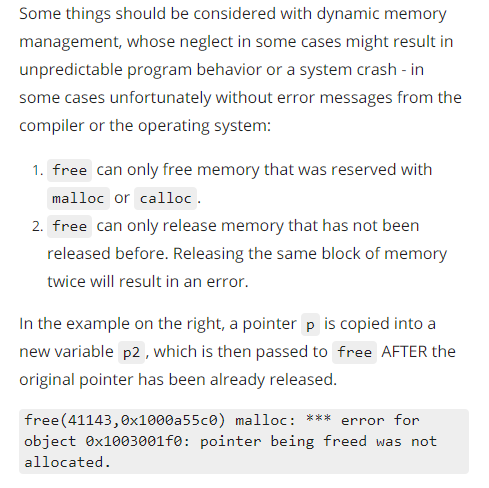 Some things should be considered with dynamic memory
management, whose neglect in some cases might result in
unpredictable program behavior or a system crash - in
some cases unfortunately without error messages from the
compiler or the operating system:
1. free can only free memory that was reserved with
malloc or calloc .
2. free can only release memory that has not been
released before. Releasing the same block of memory
twice will result in an error.
In the example on the right, a pointer p is copied into a
new variable p2 , which is then passed to free AFTER the
original pointer has been already released.
free(41143,0x1000a55c0) malloc: *** error for
object 0x1003001f0: pointer being freed was not
allocated.